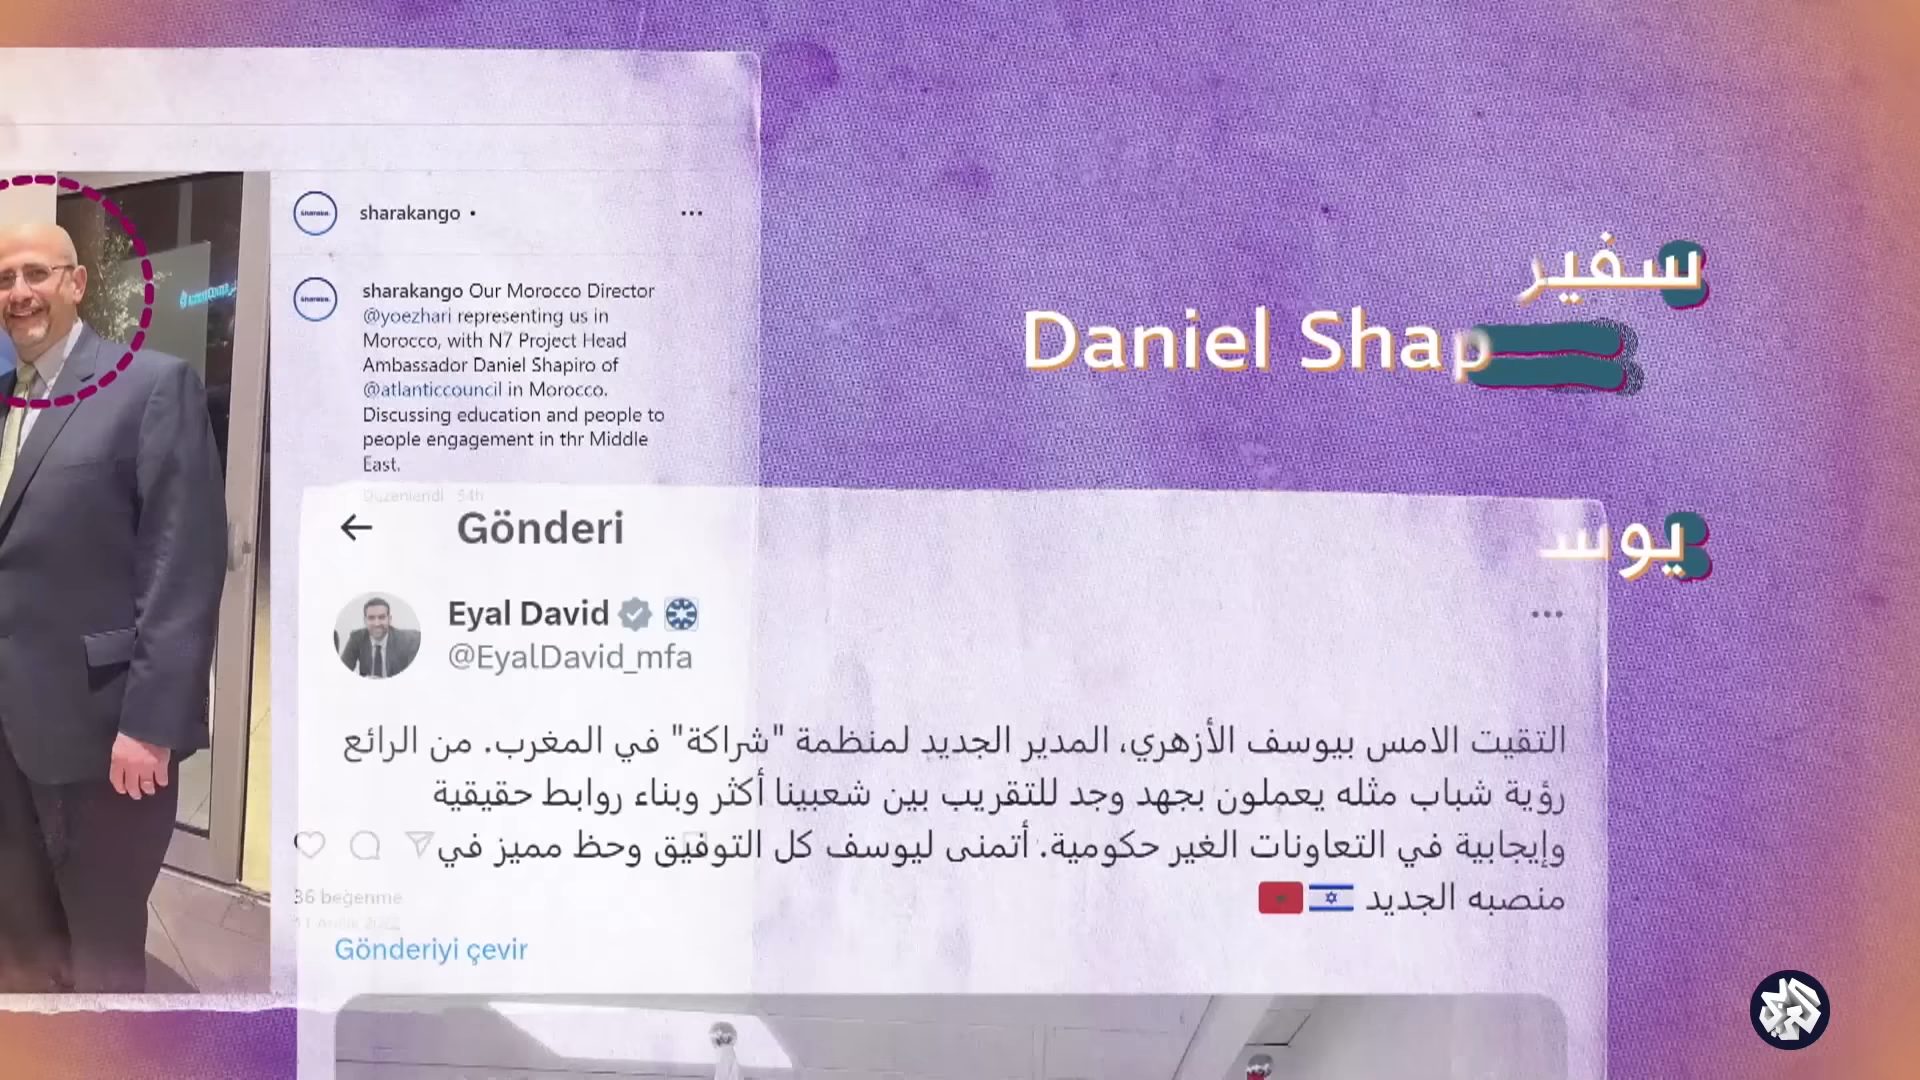 sharakango •
sharakango Our Morocco Director
@yoezhari representing us in
Morocco, with N7 Project Head
Ambassador Daniel Shapiro of
@atlanticcouncil in Morocco.
Discussing education and people to
people engagement in thr Middle
East.
Düzenlendi 54h
سفير
Daniel Shap
يوسـ
Gönderi
Eyal David
@EyalDavid_mfa
التقيت الامس بيوسف الأزهري، المدير الجديد لمنظمة "شراكة" في المغرب. من الرائع
رؤية شباب مثله يعملون بجهد وجد للتقريب بين شعبينا أكثر وبناء روابط حقيقية
وإيجابية في التعاونات الغير حكومية. أتمنى ليوسف كل التوفيق وحظ مميز في
منصبه الجديد
36 beğenme
Gönderiyi çevir